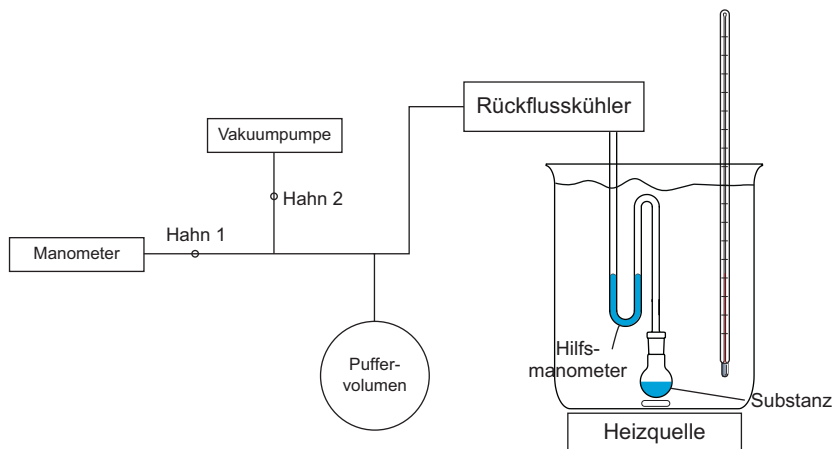 Rückflusskühler
Vakuumpumpe
Hahn 2
Hahn 1
Manometer
Puffer-
volumen
Hilfs-
manometer
Substanz
Heizquelle